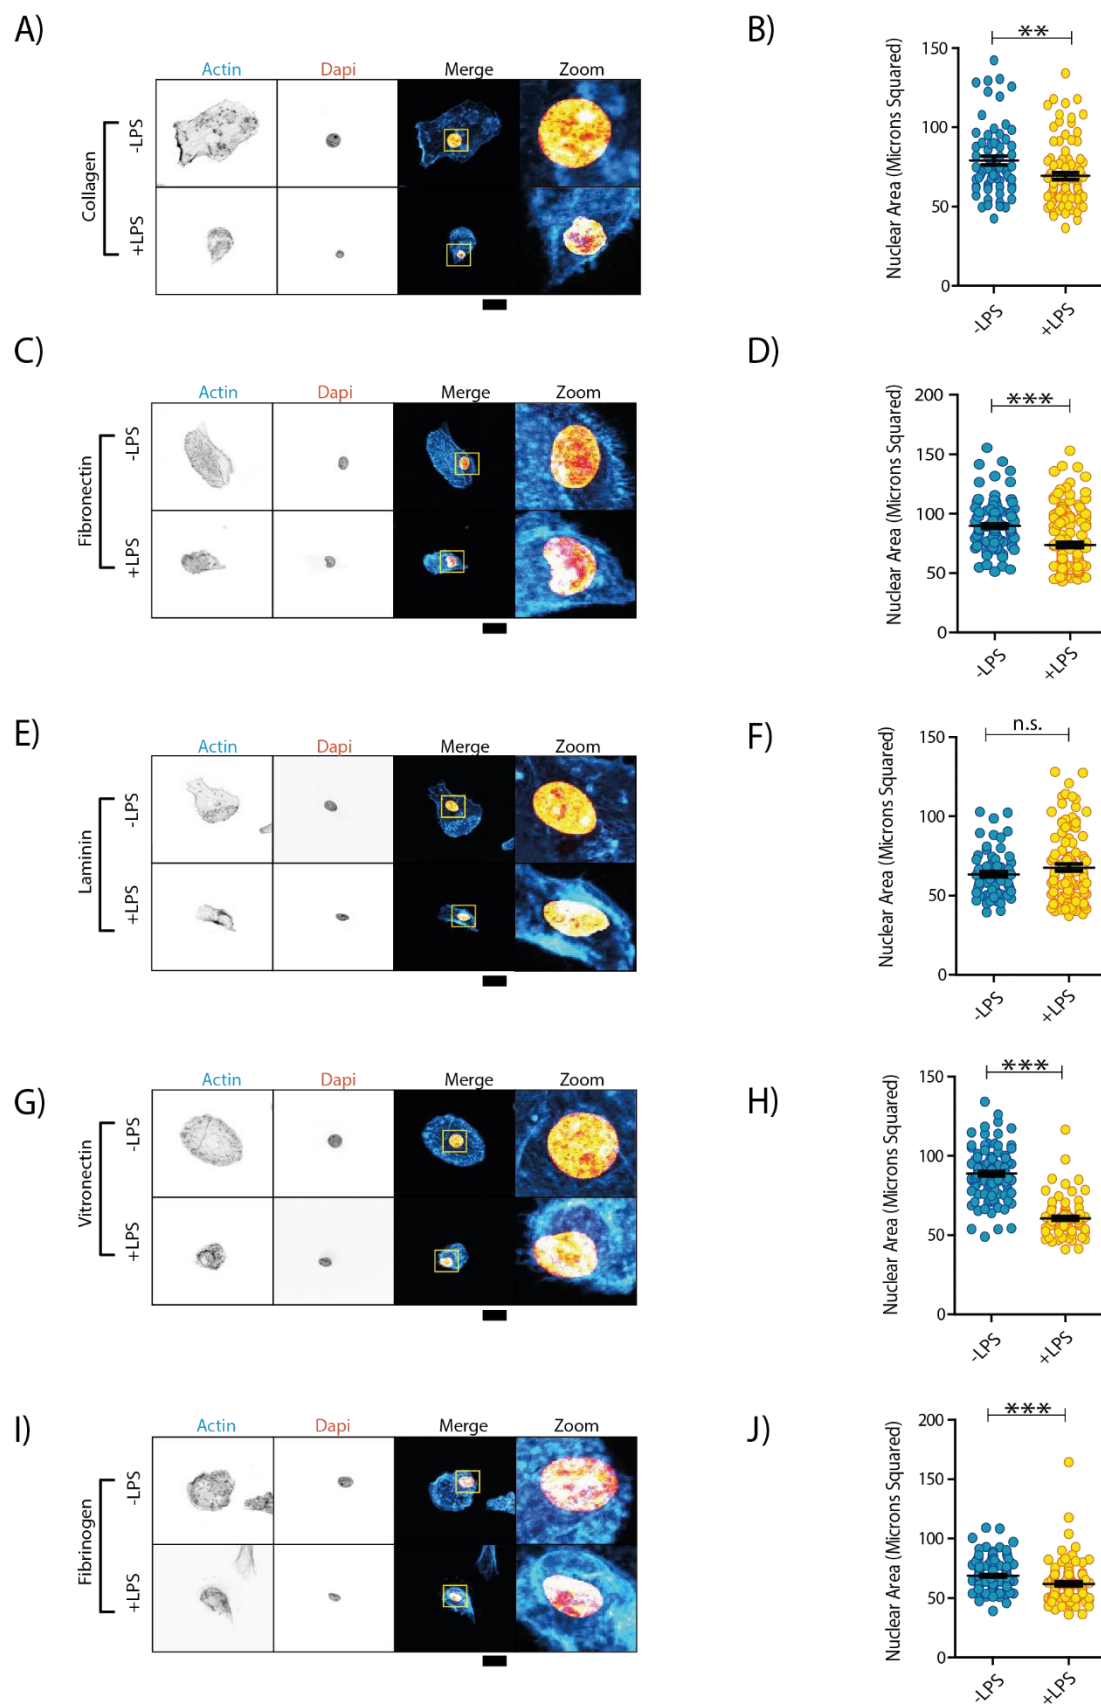 A)
Actin Dapi Merge Zoom
Collagen
-LPS
+LPS
B)
**
Nuclear Area (Microns Squared)
150
100
50
0
-LPS +LPS
C)
Actin Dapi Merge Zoom
Fibronectin
-LPS
+LPS
D)
***
Nuclear Area (Microns Squared)
200
150
100
50
0
-LPS +LPS
E)
Actin Dapi Merge Zoom
Laminin
-LPS
+LPS
F)
n.s.
Nuclear Area (Microns Squared)
150
100
50
0
-LPS +LPS
G)
Actin Dapi Merge Zoom
Vitronectin
-LPS
+LPS
H)
***
Nuclear Area (Microns Squared)
150
100
50
0
-LPS +LPS
I)
Actin Dapi Merge Zoom
Fibrinogen
-LPS
+LPS
J)
***
Nuclear Area (Microns Squared)
200
150
100
50
0
-LPS +LPS